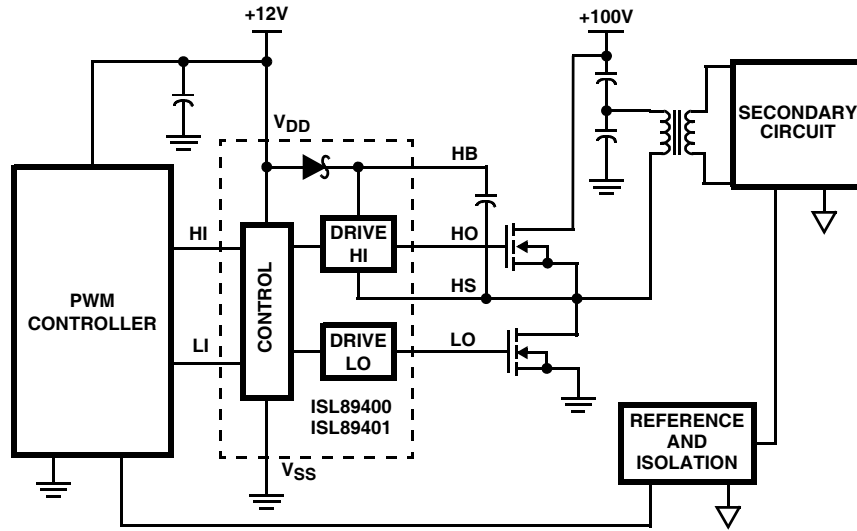 +12V
+100V
SECONDARY
CIRCUIT
VDD
HB
HI
DRIVE
HI
HO
HS
PWM
CONTROLLER
CONTROL
LI
DRIVE
LO
LO
ISL89400
ISL89401
REFERENCE
AND
ISOLATION
VSS